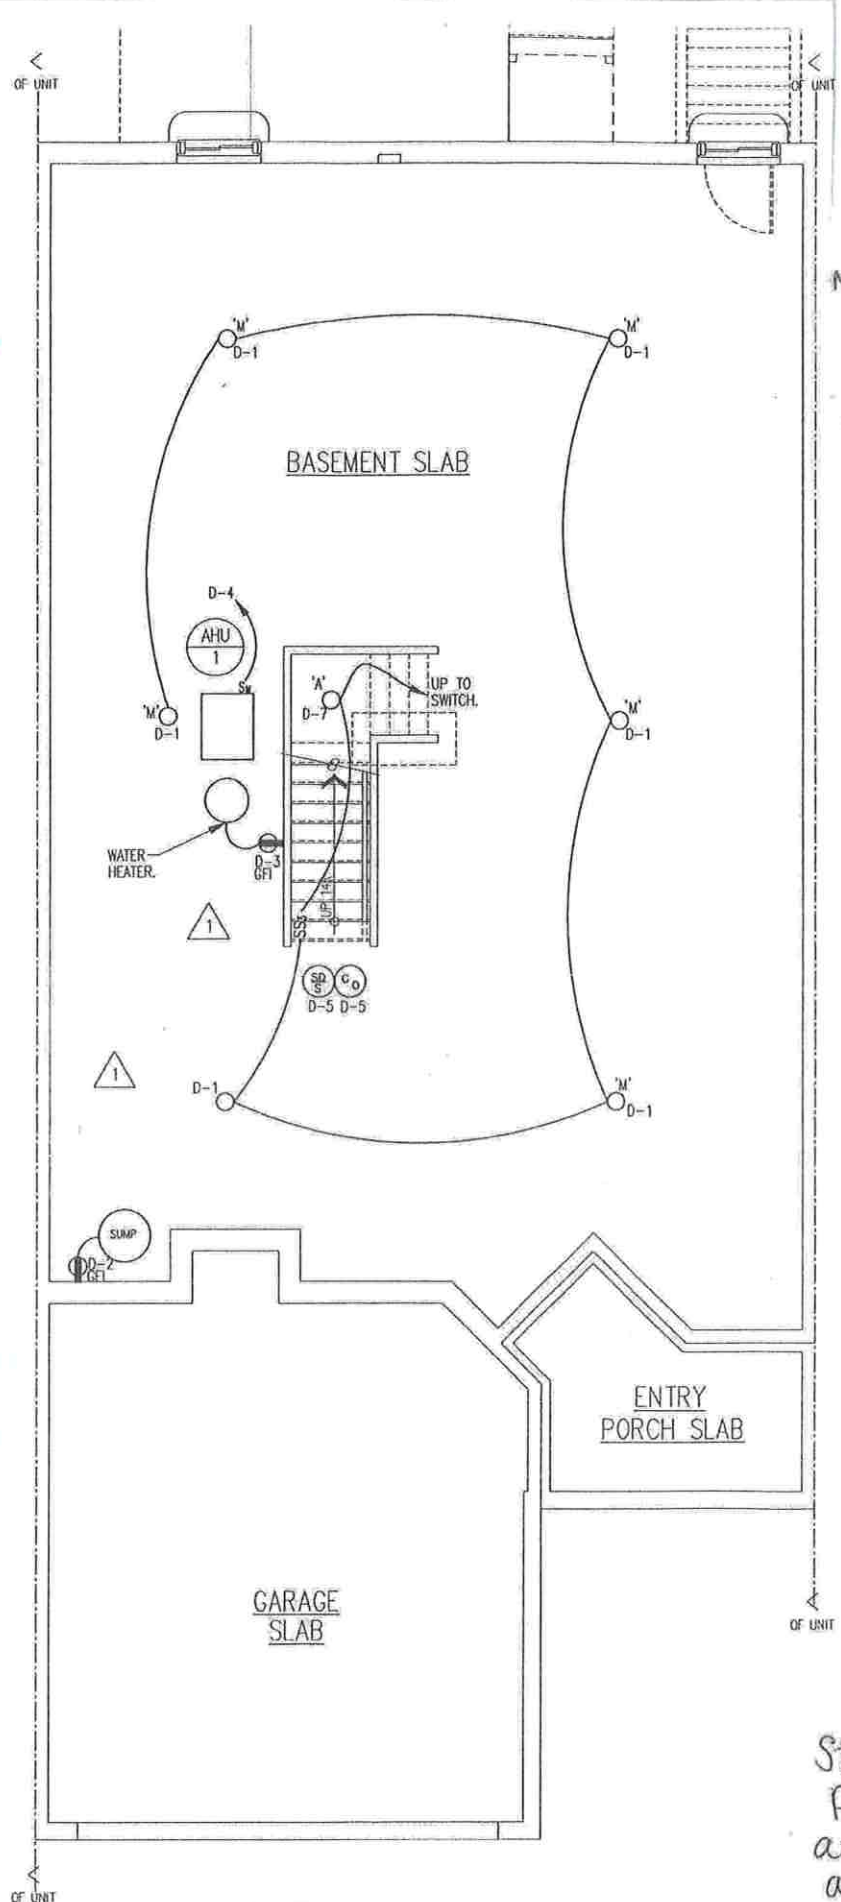 OF UNIT
OF UNIT
'M'
D-1
'M'
D-1
BASEMENT SLAB
D-4
AHU
1
SW
'A'
D-7
UP TO
SWITCH.
'M'
D-1
'M'
D-1
WATER
HEATER.
D-3
GFI
UP 14R
SS3
1
SD
S
C
O
D-5
D-5
1
D-1
'M'
D-1
SUMP
D-2
GFI
ENTRY
PORCH SLAB
GARAGE
SLAB
OF UNIT
OF UNIT